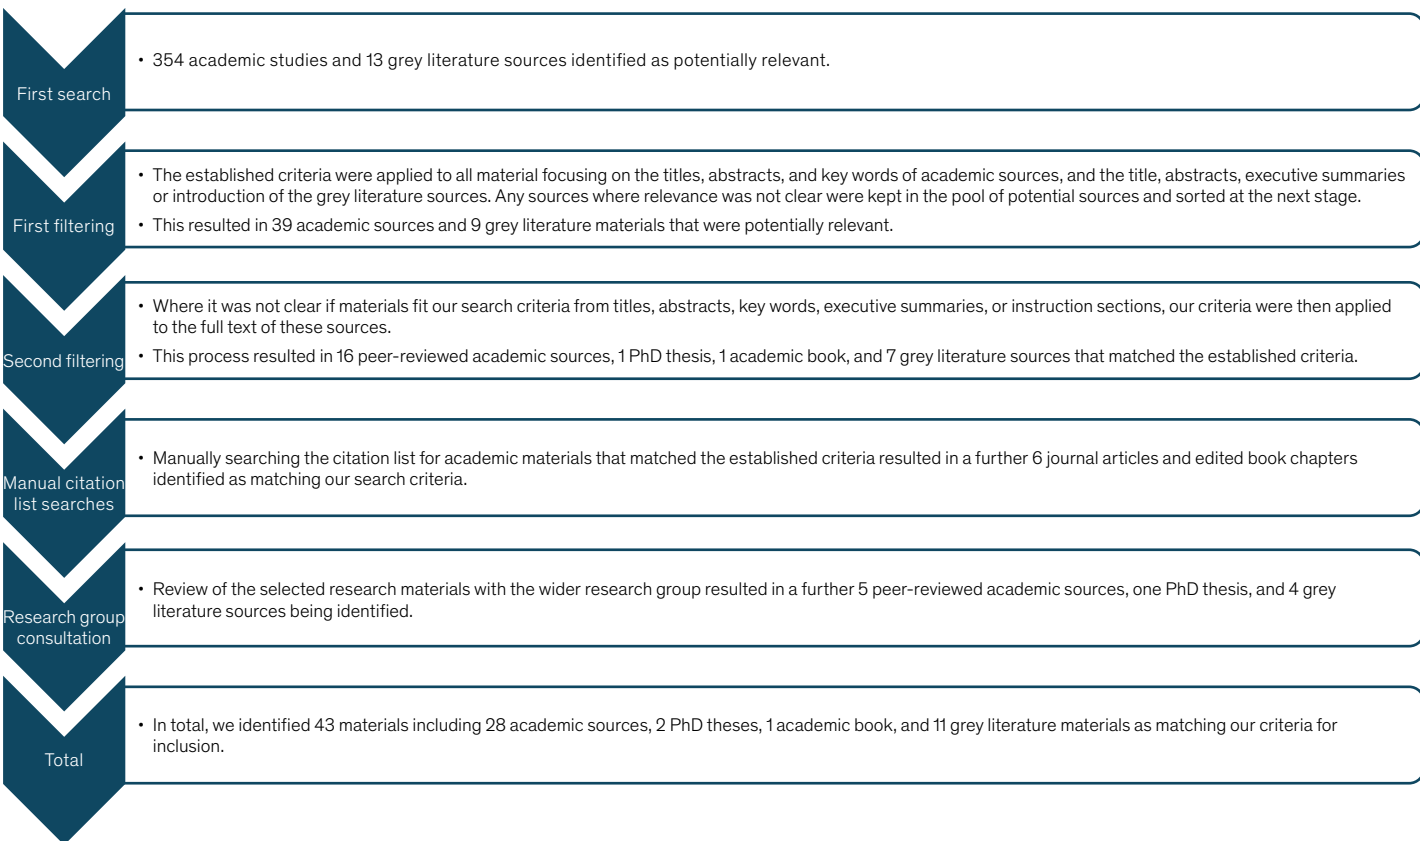 First search
• 354 academic studies and 13 grey literature sources identified as potentially relevant.
First filtering
• The established criteria were applied to all material focusing on the titles, abstracts, and key words of academic sources, and the title, abstracts, executive summaries
or introduction of the grey literature sources. Any sources where relevance was not clear were kept in the pool of potential sources and sorted at the next stage.
• This resulted in 39 academic sources and 9 grey literature materials that were potentially relevant.
Second filtering
• Where it was not clear if materials fit our search criteria from titles, abstracts, key words, executive summaries, or instruction sections, our criteria were then applied
to the full text of these sources.
• This process resulted in 16 peer-reviewed academic sources, 1 PhD thesis, 1 academic book, and 7 grey literature sources that matched the established criteria.
Manual citation
list searches
• Manually searching the citation list for academic materials that matched the established criteria resulted in a further 6 journal articles and edited book chapters
identified as matching our search criteria.
Research group
consultation
• Review of the selected research materials with the wider research group resulted in a further 5 peer-reviewed academic sources, one PhD thesis, and 4 grey
literature sources being identified.
Total
• In total, we identified 43 materials including 28 academic sources, 2 PhD theses, 1 academic book, and 11 grey literature materials as matching our criteria for
inclusion.